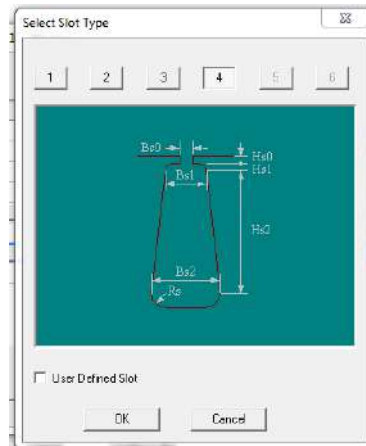 Select Slot Type
1 2 3 4 5 6
Bs0 Hs0
Bs1 Hs1
Hs2
Bs2
Rs
User Defined Slot
OK Cancel